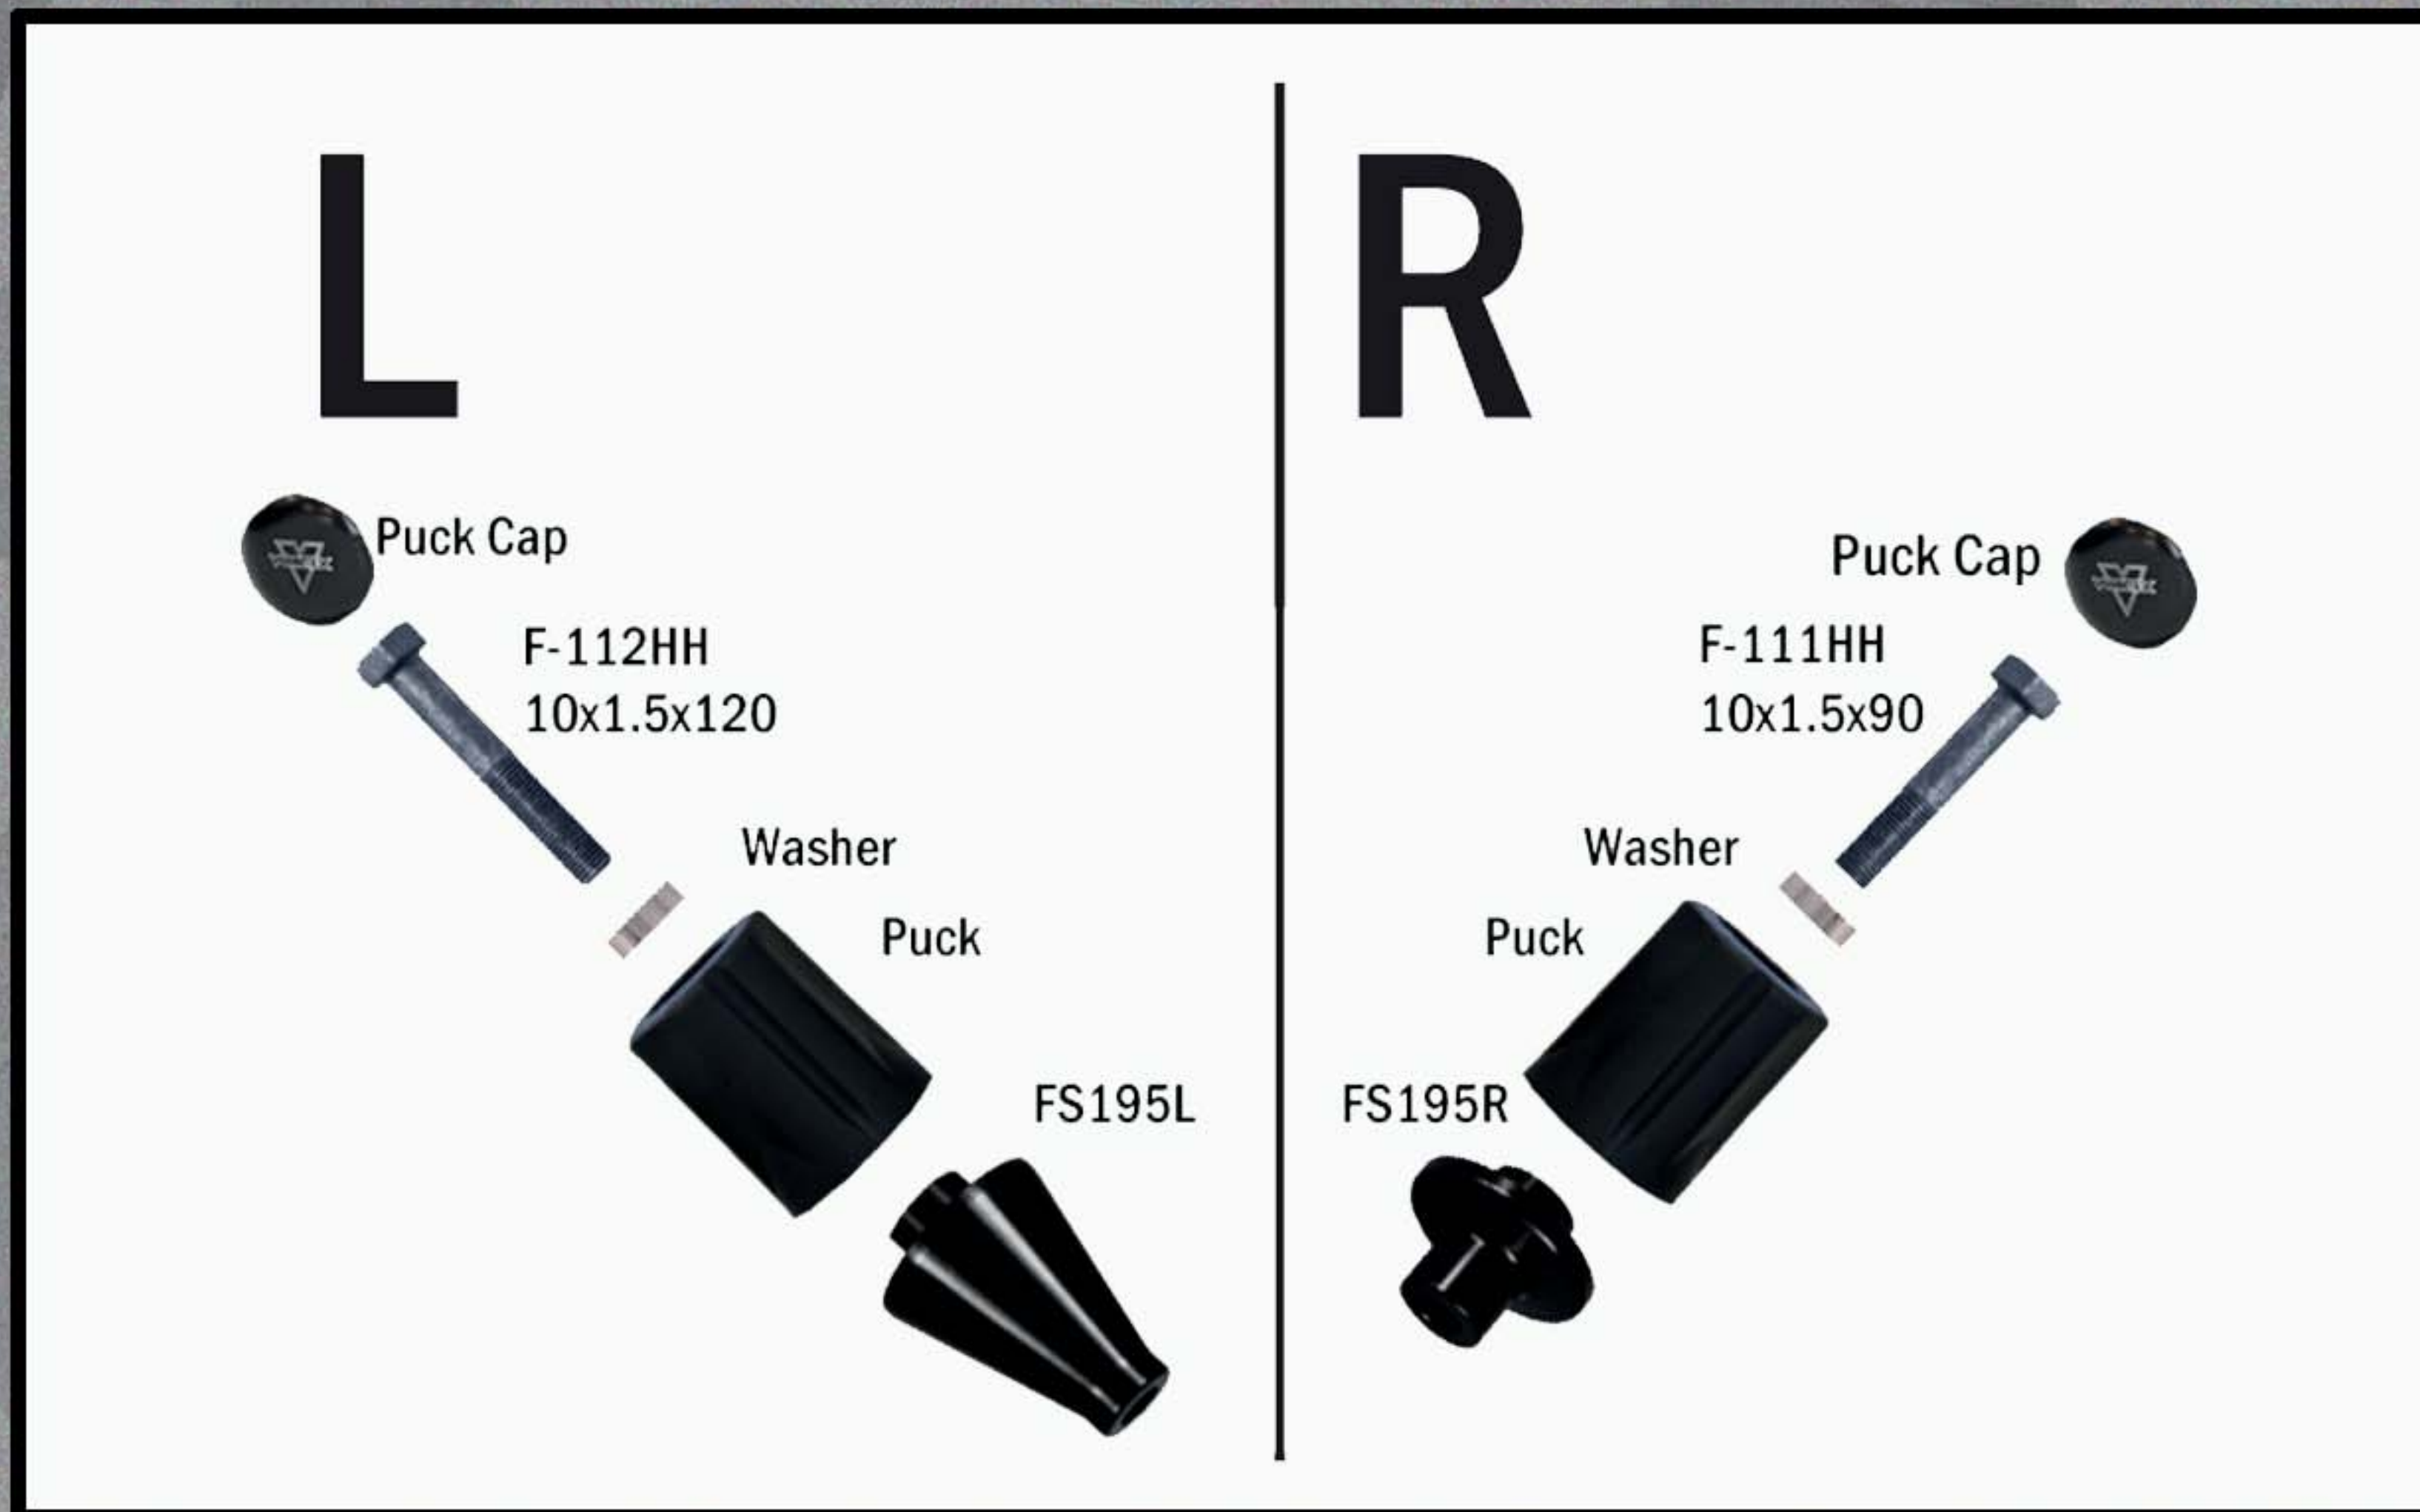 L
Puck Cap
F-112HH
10x1.5x120
Washer
Puck
FS195L
R
Puck Cap
F-111HH
10x1.5x90
Washer
Puck
FS195R